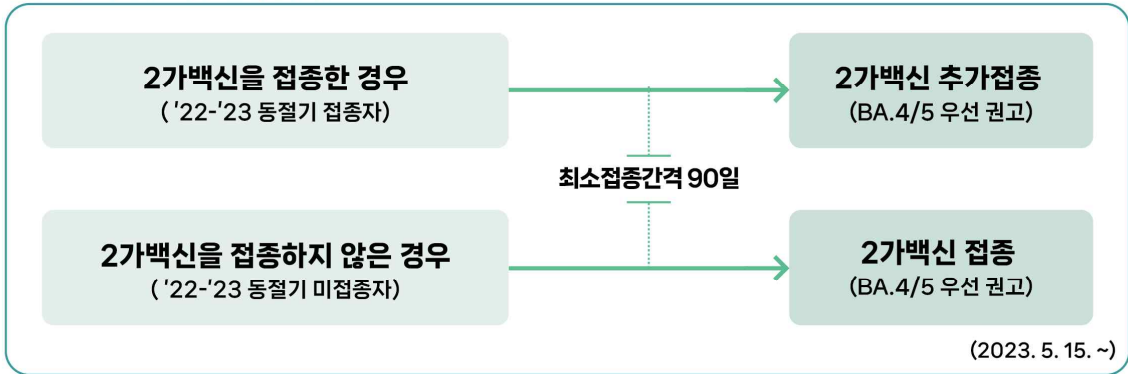 2가백신을 접종한 경우
( ′22-′23 동절기 접종자)
2가백신 추가접종
(BA.4/5 우선 권고)
최소접종간격 90일
2가백신을 접종하지 않은 경우
( ′22-′23 동절기 미접종자)
2가백신 접종
(BA.4/5 우선 권고)
(2023. 5. 15. ~)